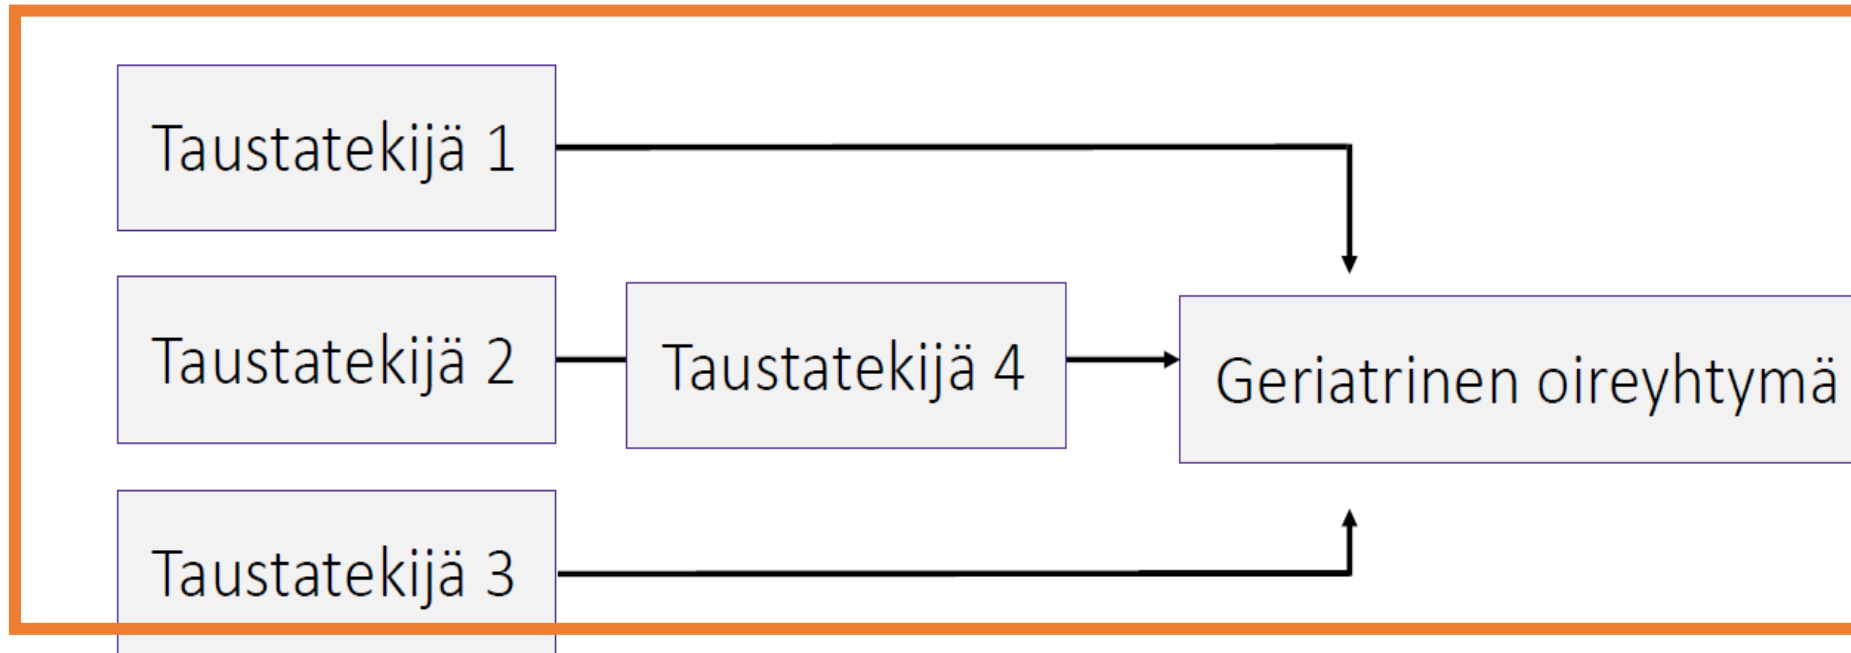 Taustatekijä 1
Taustatekijä 2
Taustatekijä 4
Geriatrinen oireyhtymä
Taustatekijä 3